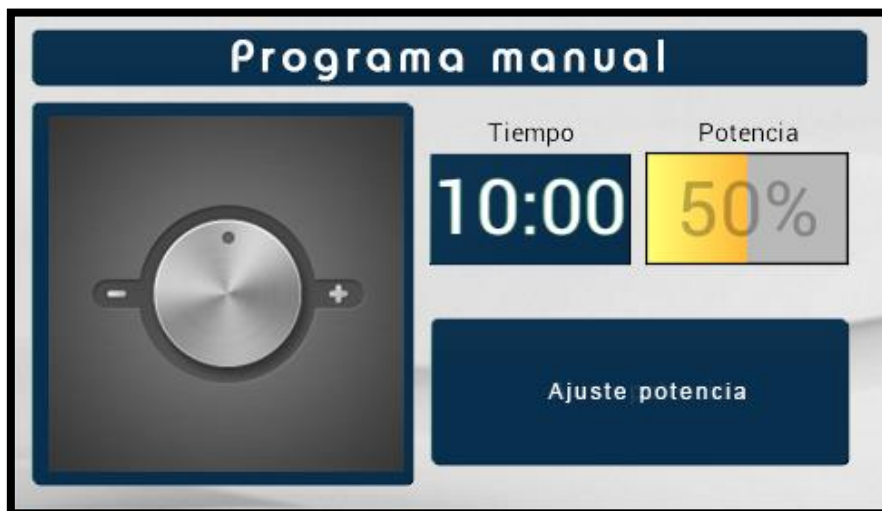 Programa manual
Tiempo
Potencia
10:00
50%
Ajuste potencia